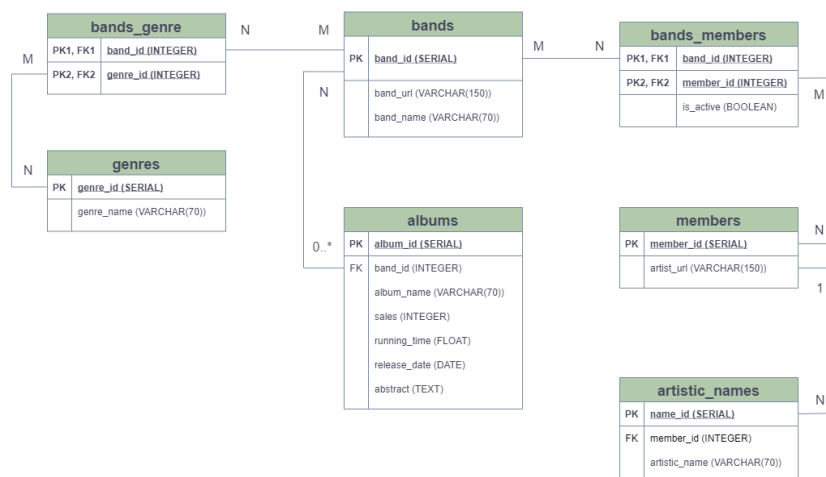 bands_genre
PK1, FK1 band_id (INTEGER)
PK2, FK2 genre_id (INTEGER)
M
N
M
bands
PK band_id (SERIAL)
band_url (VARCHAR(150))
band_name (VARCHAR(70))
N
M
N
bands_members
PK1, FK1 band_id (INTEGER)
PK2, FK2 member_id (INTEGER)
is_active (BOOLEAN)
M
N
genres
PK genre_id (SERIAL)
genre_name (VARCHAR(70))
0..*
albums
PK album_id (SERIAL)
FK band_id (INTEGER)
album_name (VARCHAR(70))
sales (INTEGER)
running_time (FLOAT)
release_date (DATE)
abstract (TEXT)
members
PK member_id (SERIAL)
artist_url (VARCHAR(150))
N
1
artistic_names
PK name_id (SERIAL)
FK member_id (INTEGER)
artistic_name (VARCHAR(70))
N